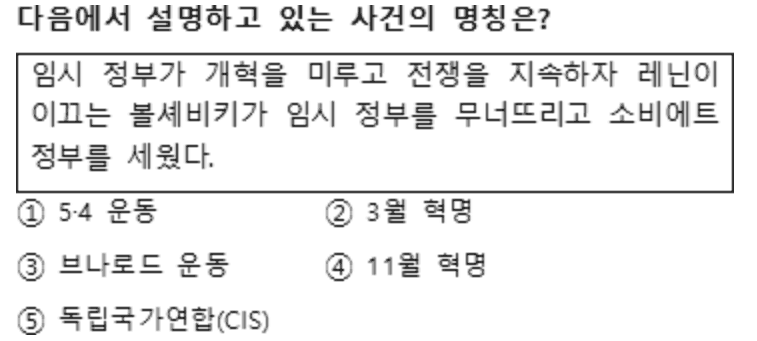 다음에서 설명하고 있는 사건의 명칭은?
임시 정부가 개혁을 미루고 전쟁을 지속하자 레닌이
이끄는 볼셰비키가 임시 정부를 무너뜨리고 소비에트
정부를 세웠다.
① 5·4 운동 ② 3월 혁명
③ 브나로드 운동 ④ 11월 혁명
⑤ 독립국가연합(CIS)